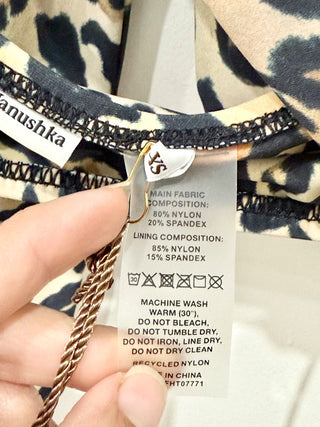 anushka
XS
MAIN FABRIC
COMPOSITION:
80% NYLON
20% SPANDEX
LINING COMPOSITION:
85% NYLON
15% SPANDEX
30
MACHINE WASH
WARM (30°),
DO NOT BLEACH,
DO NOT TUMBLE DRY,
DO NOT IRON, LINE DRY,
DO NOT DRY CLEAN
RECYCLED NYLON
IN CHINA
FHT07771